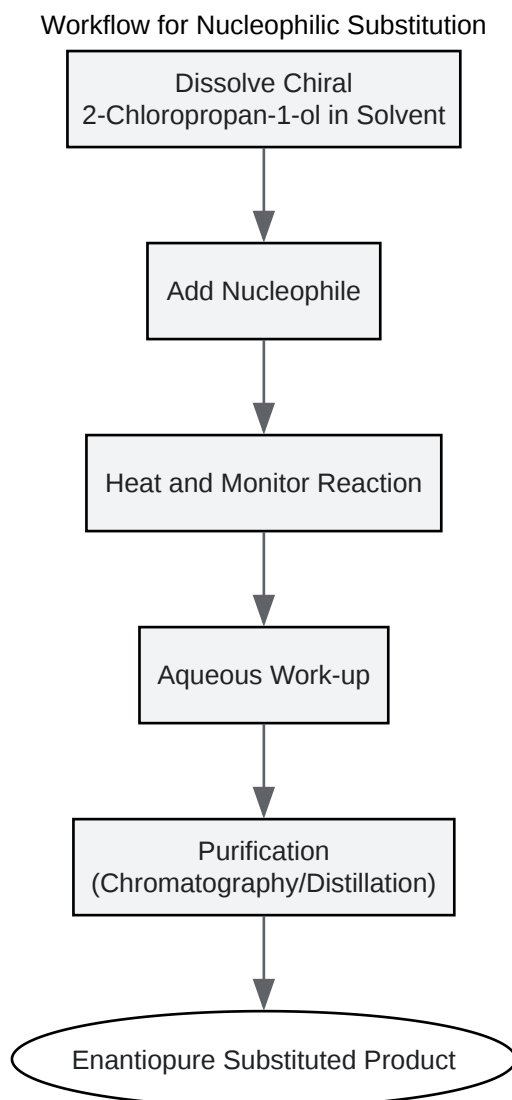 Workflow for Nucleophilic Substitution
Dissolve Chiral
2-Chloropropan-1-ol in Solvent
Add Nucleophile
Heat and Monitor Reaction
Aqueous Work-up
Purification
(Chromatography/Distillation)
Enantiopure Substituted Product